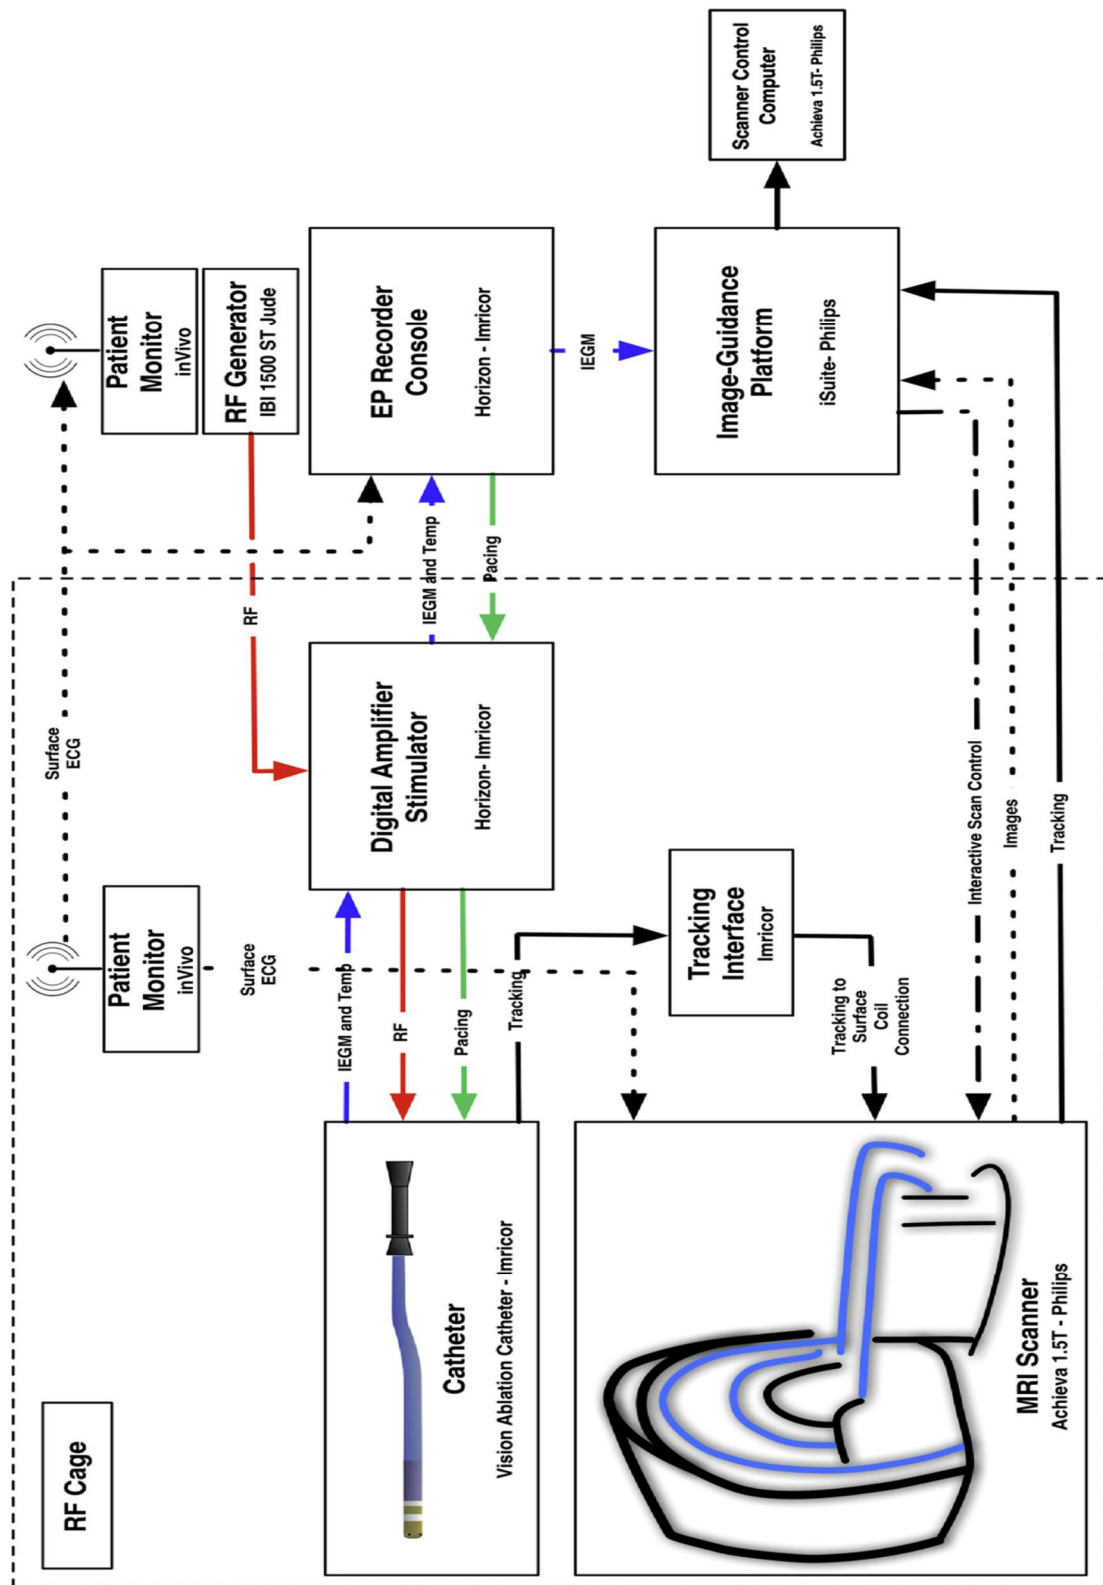 RF Cage
Patient
Monitor
inVivo
Surface
ECG
Surface
ECG
Patient
Monitor
inVivo
RF Generator
IBI 1500 ST Jude
RF
Catheter
Vision Ablation Catheter - Imricor
IEGM and Temp
RF
Pacing
Tracking
Digital Amplifier
Stimulator
Horizon- Imricor
IEGM and Temp
Pacing
EP Recorder
Console
Horizon - Imricor
IEGM
Tracking
Interface
Imricor
Tracking to
Surface
Coil
Connection
MRI Scanner
Achieva 1.5T - Philips
Interactive Scan Control
Images
Tracking
Image-Guidance
Platform
iSuite- Philips
Scanner Control
Computer
Achieva 1.5T- Philips